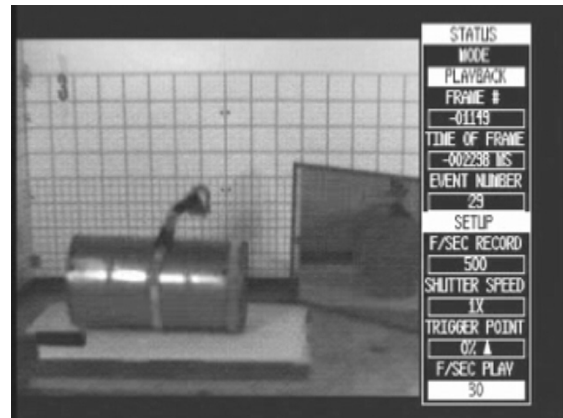 STATUS
MODE
PLAYBACK
FRAME #
-01149
TIME OF FRAME
-002298 MS
EVENT NUMBER
29
SETUP
F/SEC RECORD
500
SHUTTER SPEED
1X
TRIGGER POINT
0%
F/SEC PLAY
30